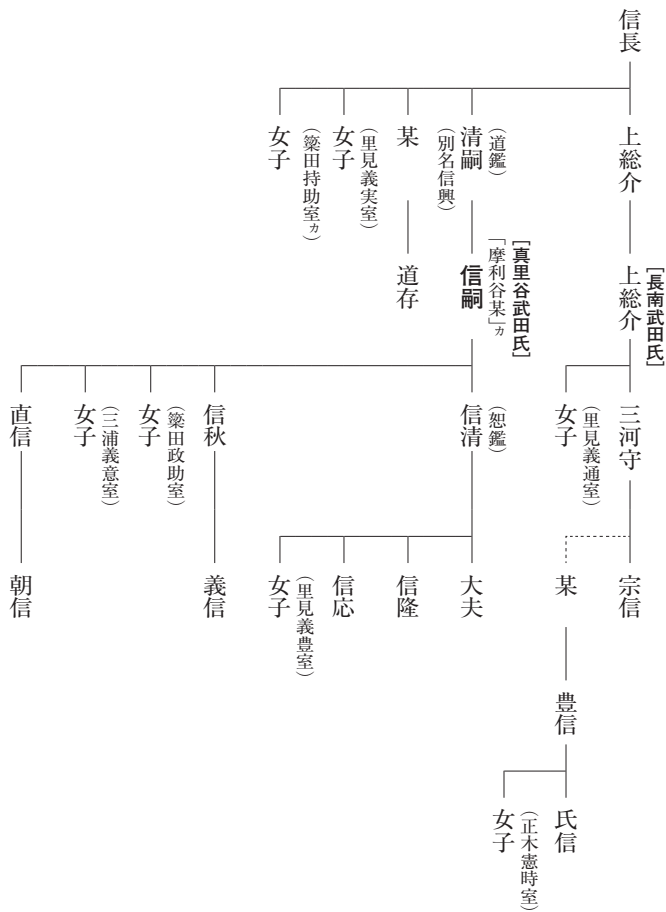 信長
上総介
清嗣
（道鑑）
（別名信興）
某
女子
（里見義実室）
女子
（簗田持助室ヵ）
［長南武田氏］
上総介
［真里谷武田氏］
「摩利谷某」ヵ
信嗣
道存
三河守
女子
（里見義通室）
信清
（恕鑑）
信秋
女子
（簗田政助室）
女子
（三浦義意室）
直信
宗信
某
大夫
信隆
信応
女子
（里見義豊室）
義信
朝信
豊信
氏信
女子
（正木憲時室）